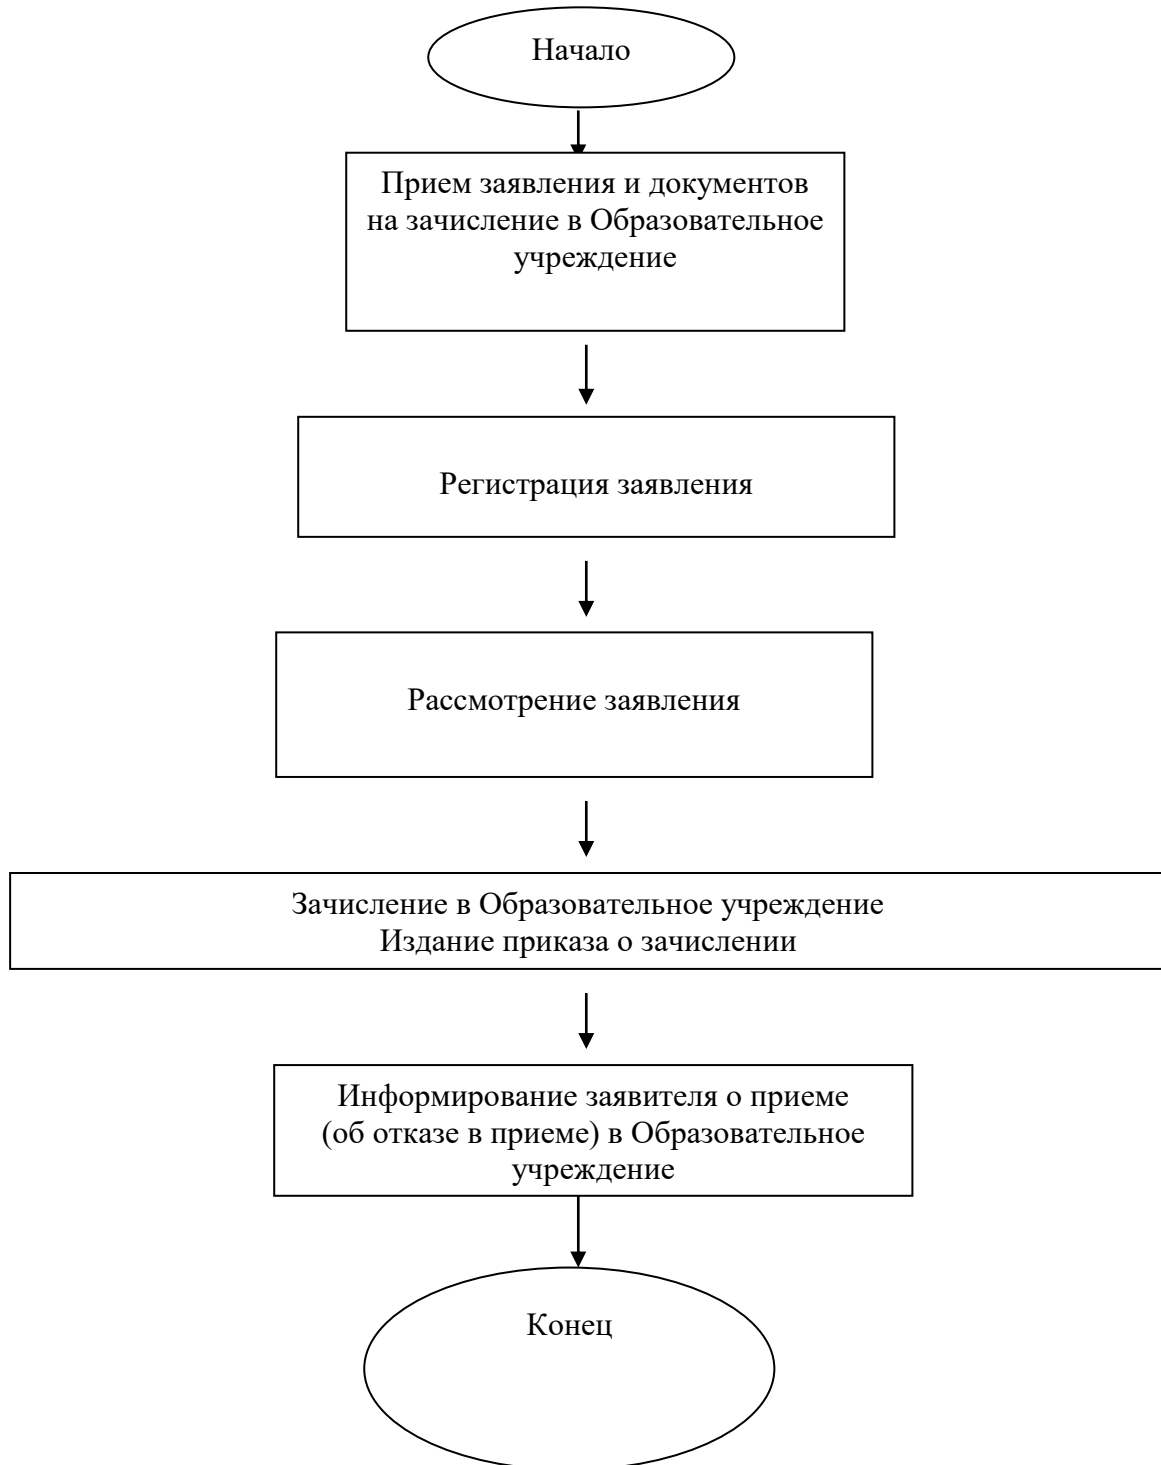 Начало
Прием заявления и документов
на зачисление в Образовательное
учреждение
Регистрация заявления
Рассмотрение заявления
Зачисление в Образовательное учреждение
Издание приказа о зачислении
Информирование заявителя о приеме
(об отказе в приеме) в Образовательное
учреждение
Конец